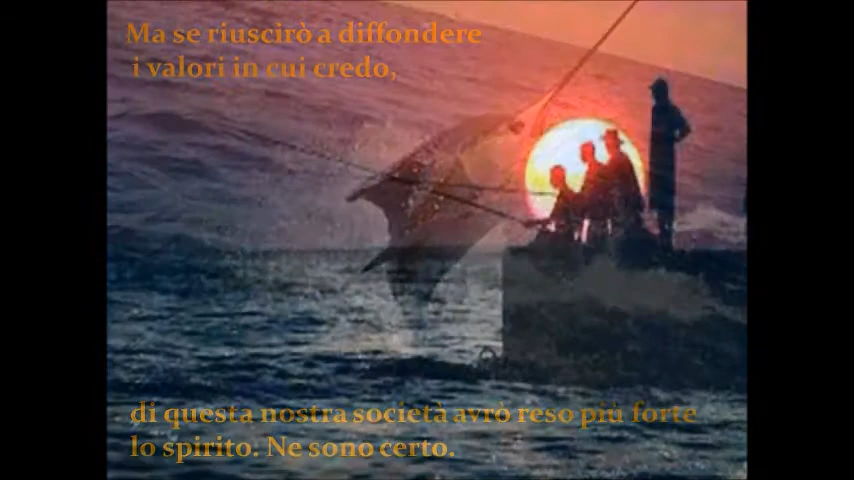 Ma se riuscirò a diffondere
i valori in cui credo,
di questa nostra società avrò reso più forte
lo spirito. Ne sono certo.